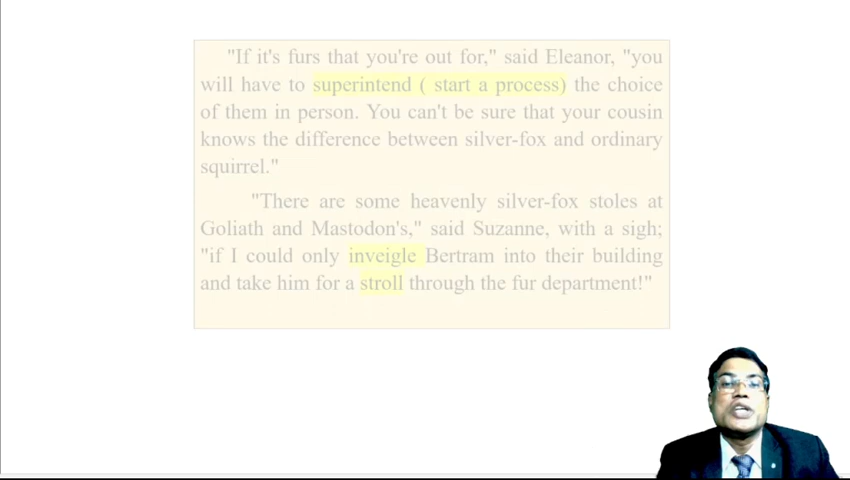 "If it's furs that you're out for," said Eleanor, "you
will have to superintend ( start a process) the choice
of them in person. You can't be sure that your cousin
knows the difference between silver-fox and ordinary
squirrel."
"There are some heavenly silver-fox stoles at
Goliath and Mastodon's," said Suzanne, with a sigh;
"if I could only inveigle Bertram into their building
and take him for a stroll through the fur department!"